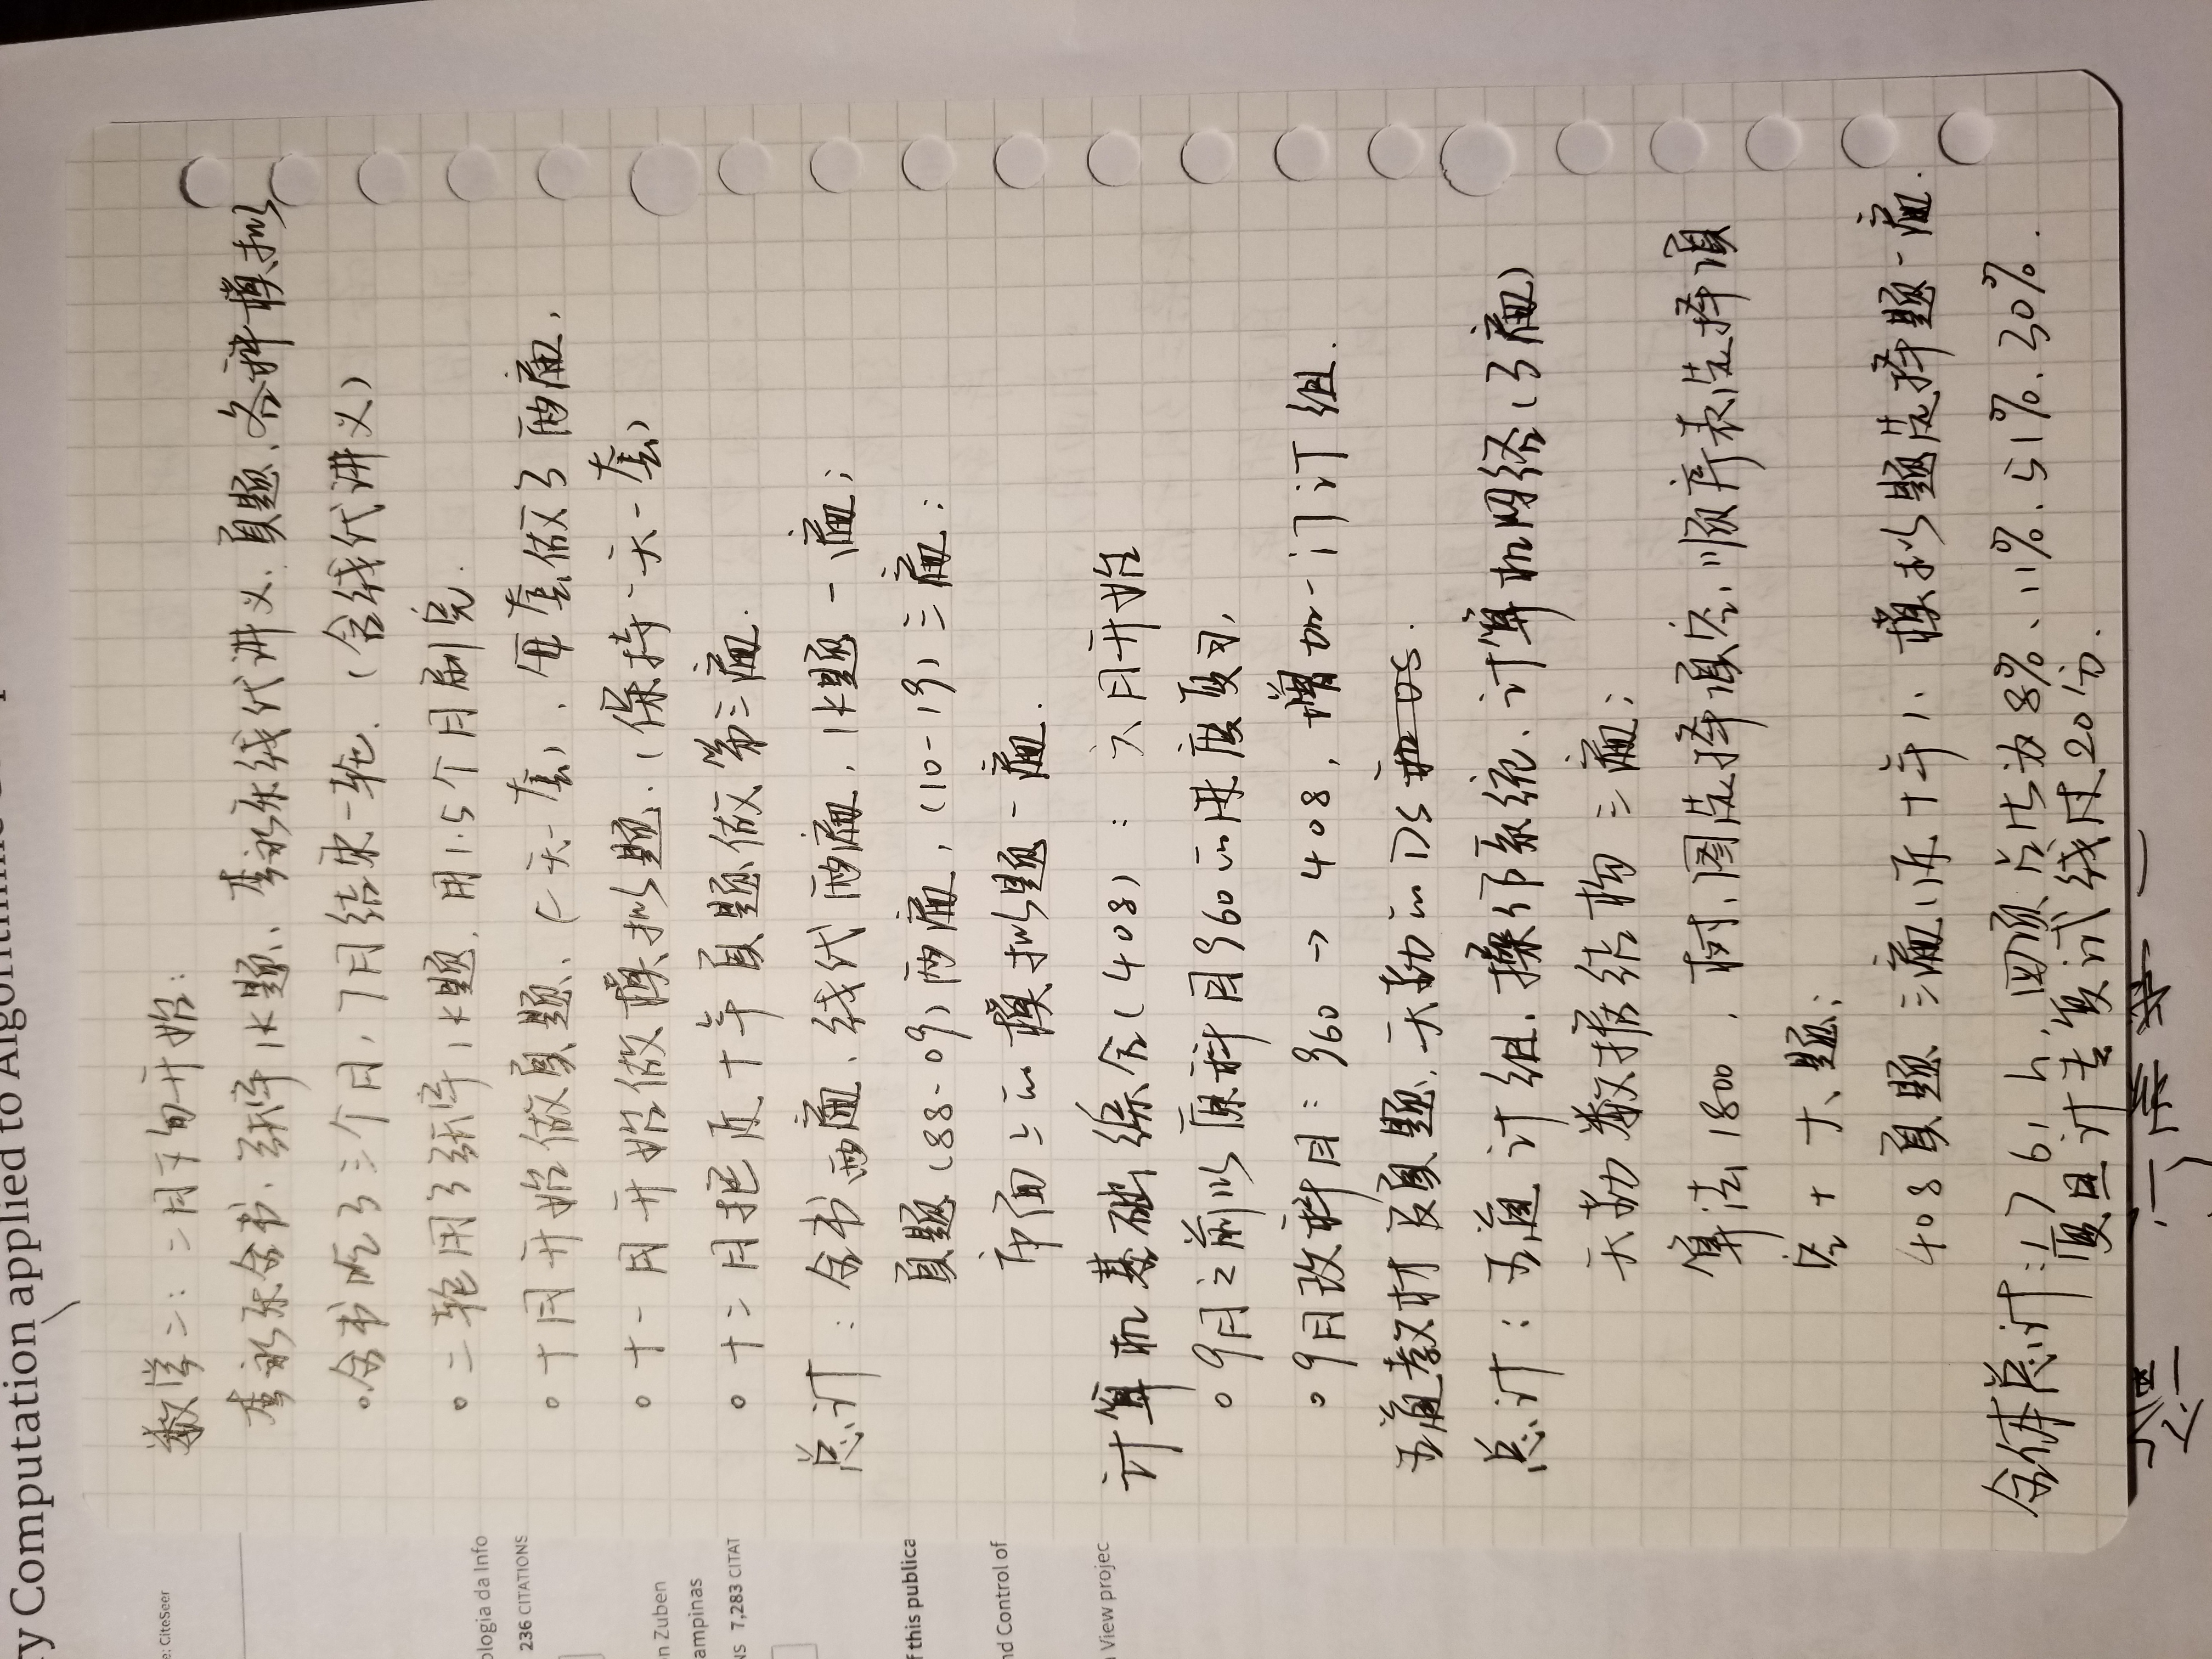 ry Computation applied to Algorithmic
e: CiteSeer
ologia da Info
236 CITATIONS
on Zuben
ampinas
NS 7,283 CITAT
f this publica
nd Control of
View projec
数学二：二月下旬开始：
李永乐全书、张宇1K题、李永乐线代讲义、真题、各种模拟
。全书吃了三个月，7月结束一轮.（含线代讲义）
。二轮用了张宇1K题，用1.5个月刷完.
。十月开始做真题、（一天一套），每套做了两遍，
。十一月开始做模拟题.（保持一天一套）
。十二月把近十年真题做第三遍.
总计：全书两遍、线代两遍，1K题一遍；
真题（88-09）两遍，（10-19）三遍；
市面上的模拟题一遍.
计算机基础综合（408）：六月开始
。9月之前以原科目960的进度复习，
。9月改科目：960 → 408，增加一门计组.
王道教材及真题，天勤的DS和OS.
总计：王道计组、操作系统、计算机网络（3遍）
天勤数据结构三遍；
算法1800，树、图选择填空、顺序表选择填
空+大题；
408真题三遍（近十年）、模拟题选择题一遍.
全体总计：1761h，四项占比为8%、11%、51%、30%.
复旦计专复试线走20分.